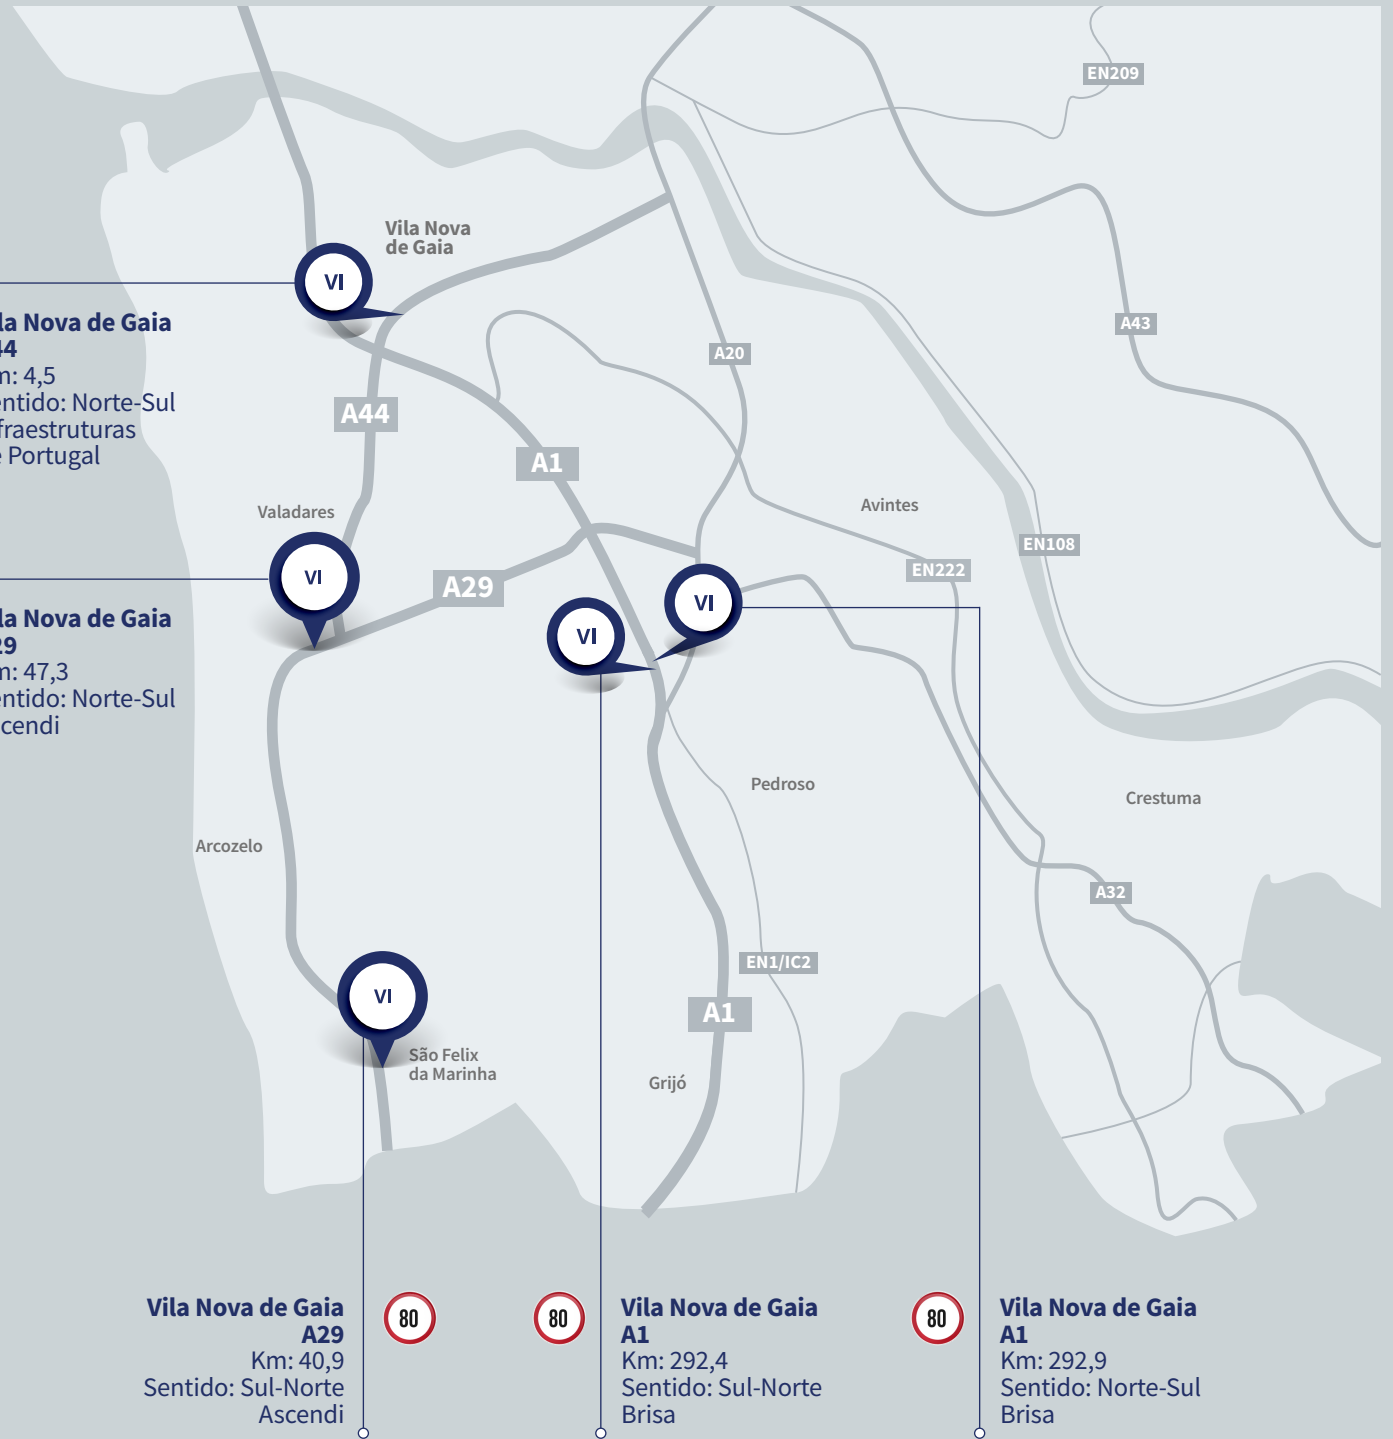 EN209
Vila Nova
de Gaia
VI
la Nova de Gaia
44
m: 4,5
entido: Norte-Sul
fraestruturas
e Portugal
A43
A20
A44
A1
Valadares
Avintes
EN108
EN222
VI
A29
VI
VI
la Nova de Gaia
29
m: 47,3
entido: Norte-Sul
scendi
Pedroso
Crestuma
Arcozelo
A32
EN1/IC2
VI
A1
São Felix
da Marinha
Grijó
Vila Nova de Gaia
A29
Km: 40,9
Sentido: Sul-Norte
Ascendi
80
80
Vila Nova de Gaia
A1
Km: 292,4
Sentido: Sul-Norte
Brisa
80
Vila Nova de Gaia
A1
Km: 292,9
Sentido: Norte-Sul
Brisa